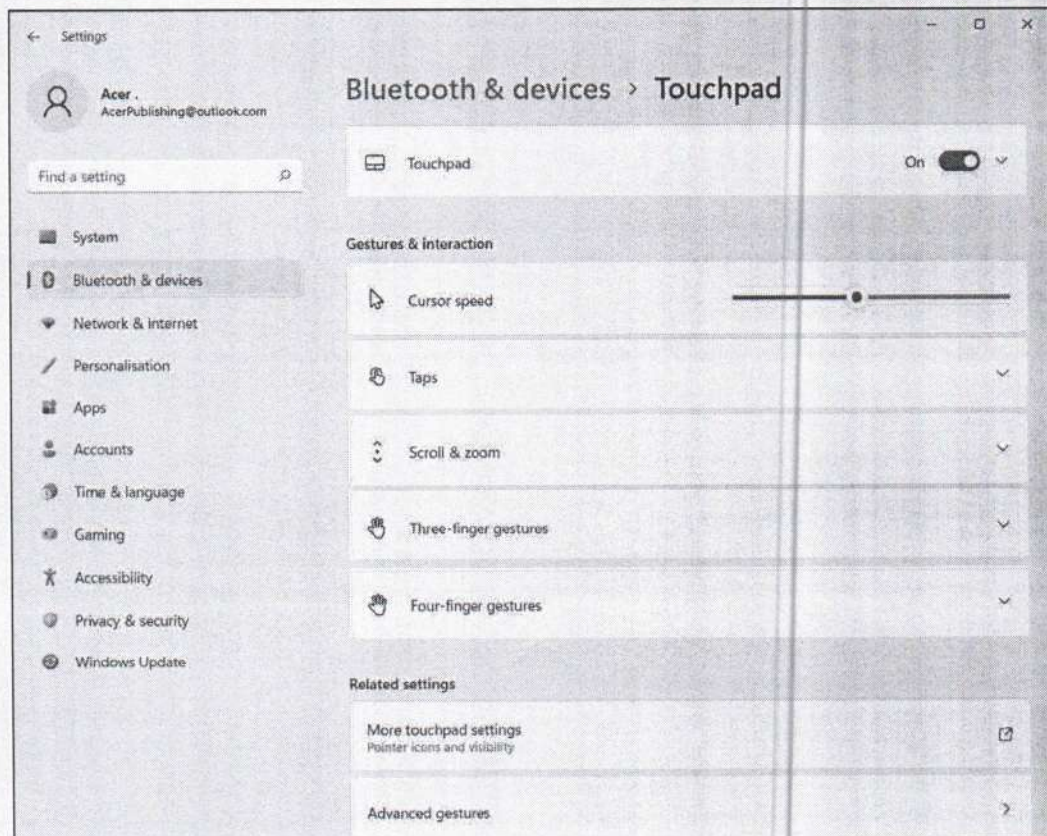 Settings
Acer .
AcerPublishing@outlook.com
Find a setting
System
Bluetooth & devices
Network & internet
Personalisation
Apps
Accounts
Time & language
Gaming
Accessibility
Privacy & security
Windows Update
Bluetooth & devices > Touchpad
Touchpad
On
Gestures & interaction
Cursor speed
Taps
Scroll & zoom
Three-finger gestures
Four-finger gestures
Related settings
More touchpad settings
Pointer icons and visibility
Advanced gestures